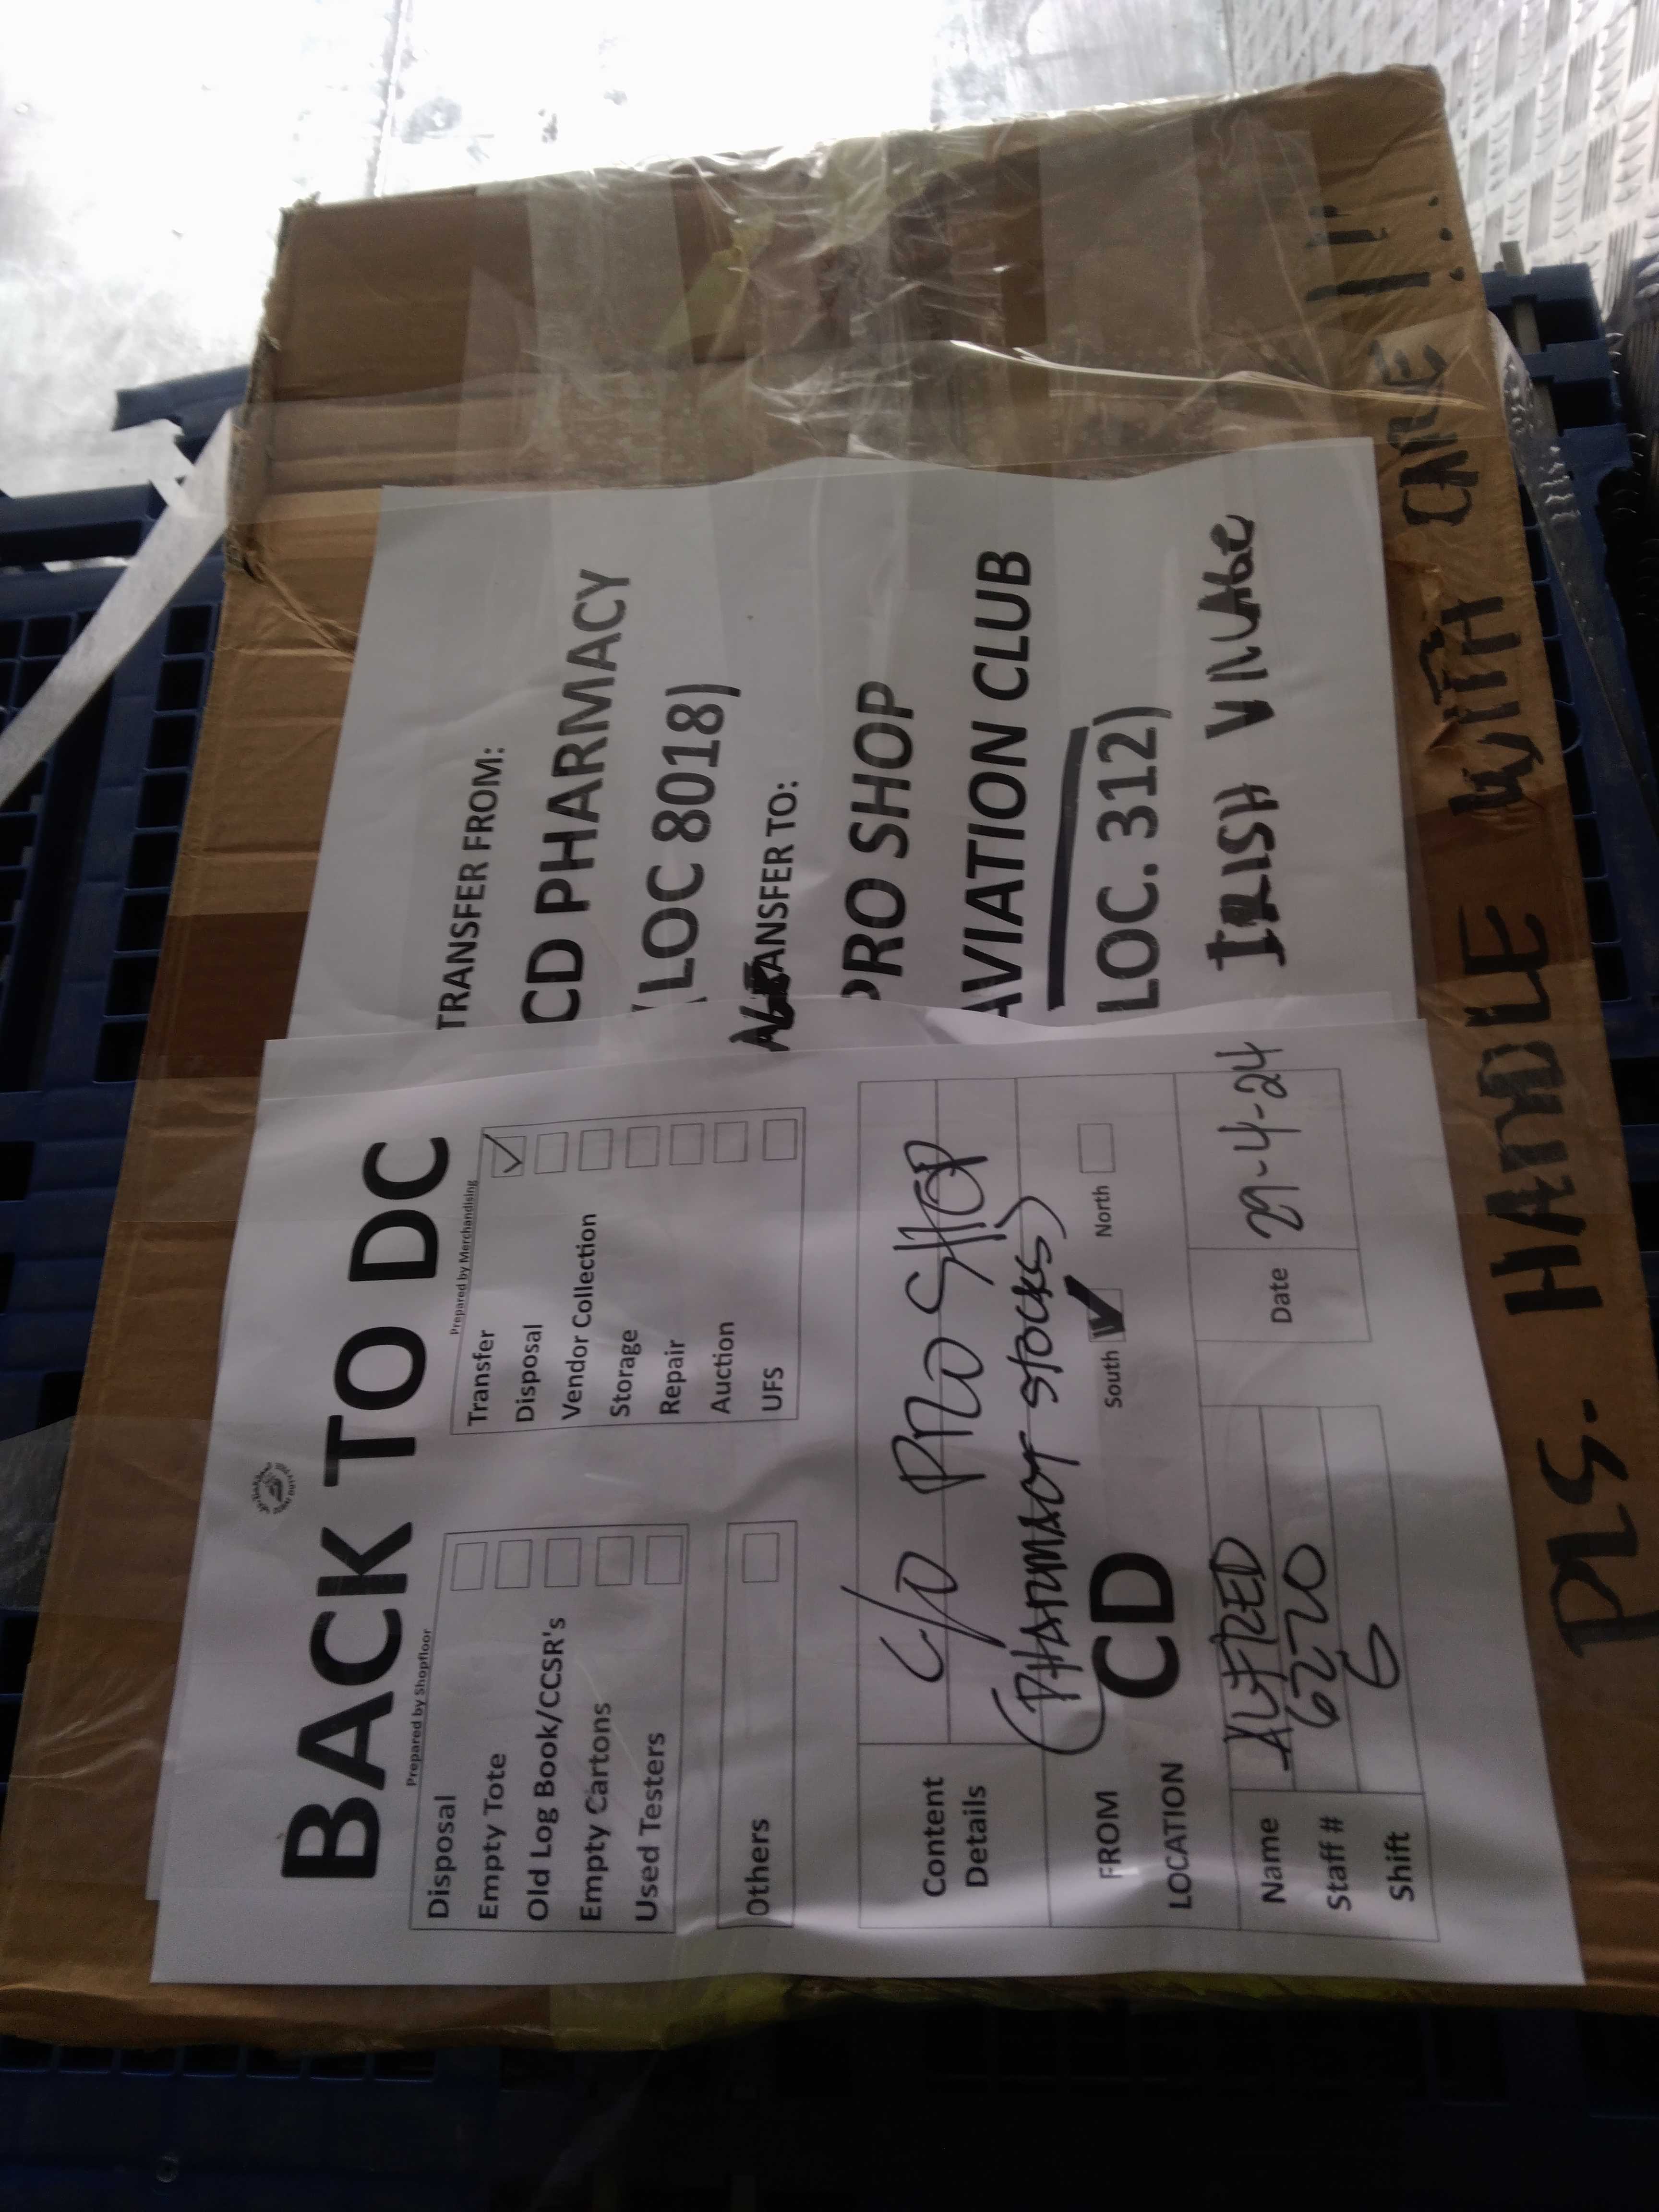 BACK TO DC
Prepared by Shopfloor
Disposal
Empty Tote
Old Log Book/CCSR's
Empty Cartons
Used Testers
Others
Prepared by Merchandising
Transfer
Disposal
Vendor Collection
Storage
Repair
Auction
UFS
Content Details
C/O PRO SHOP
(PHARMACY STOCKS)
FROM LOCATION
CD
South
North
Name
ALFRED
Date
29-4-24
Staff #
6220
Shift
6
TRANSFER FROM:
CD PHARMACY
(LOC 8018)
ANSFER TO:
PRO SHOP
AVIATION CLUB
LOC. 312)
IRISH VILLAGE
PLS. HANDLE WITH CARE !!